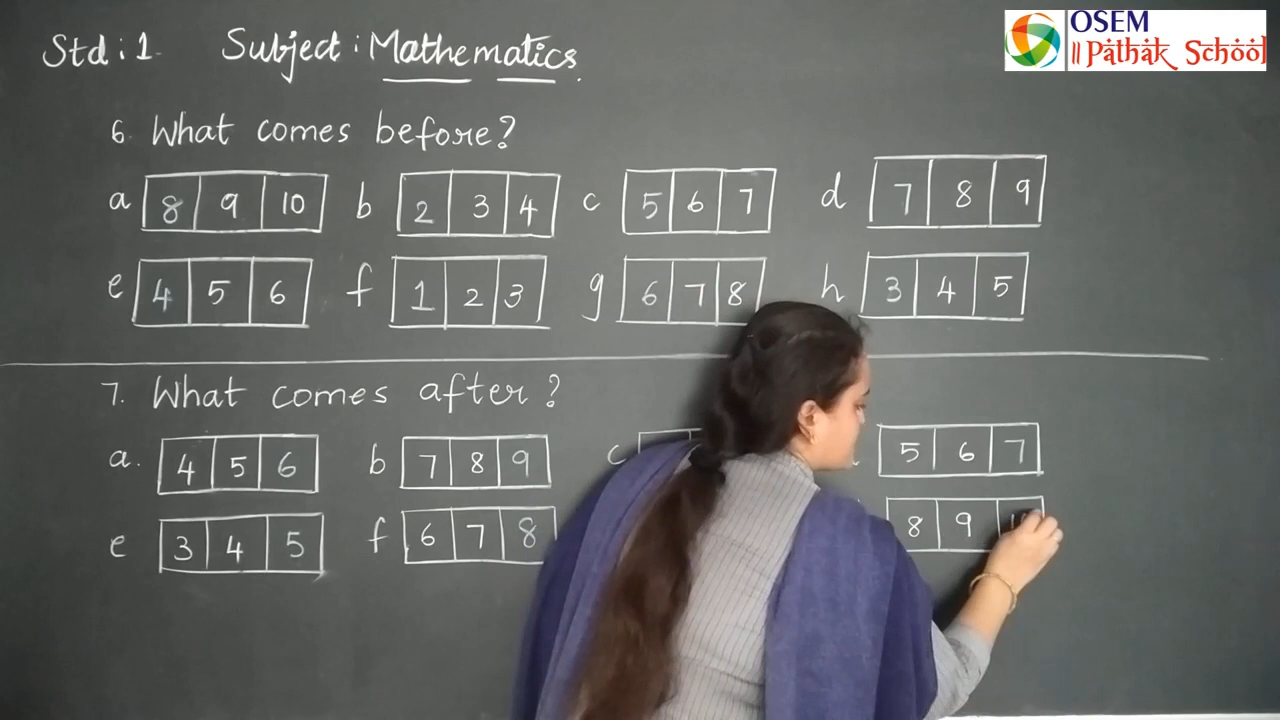 OSEM
॥ Pathak School
Std : 1. Subject : Mathematics.
6. What comes before?
a 8 9 10 b 2 3 4 c 5 6 7 d 7 8 9
e 4 5 6 f 1 2 3 g 6 7 8 h 3 4 5
7. What comes after?
a. 4 5 6 b 7 8 9 c 5 6 7
e 3 4 5 f 6 7 8 8 9